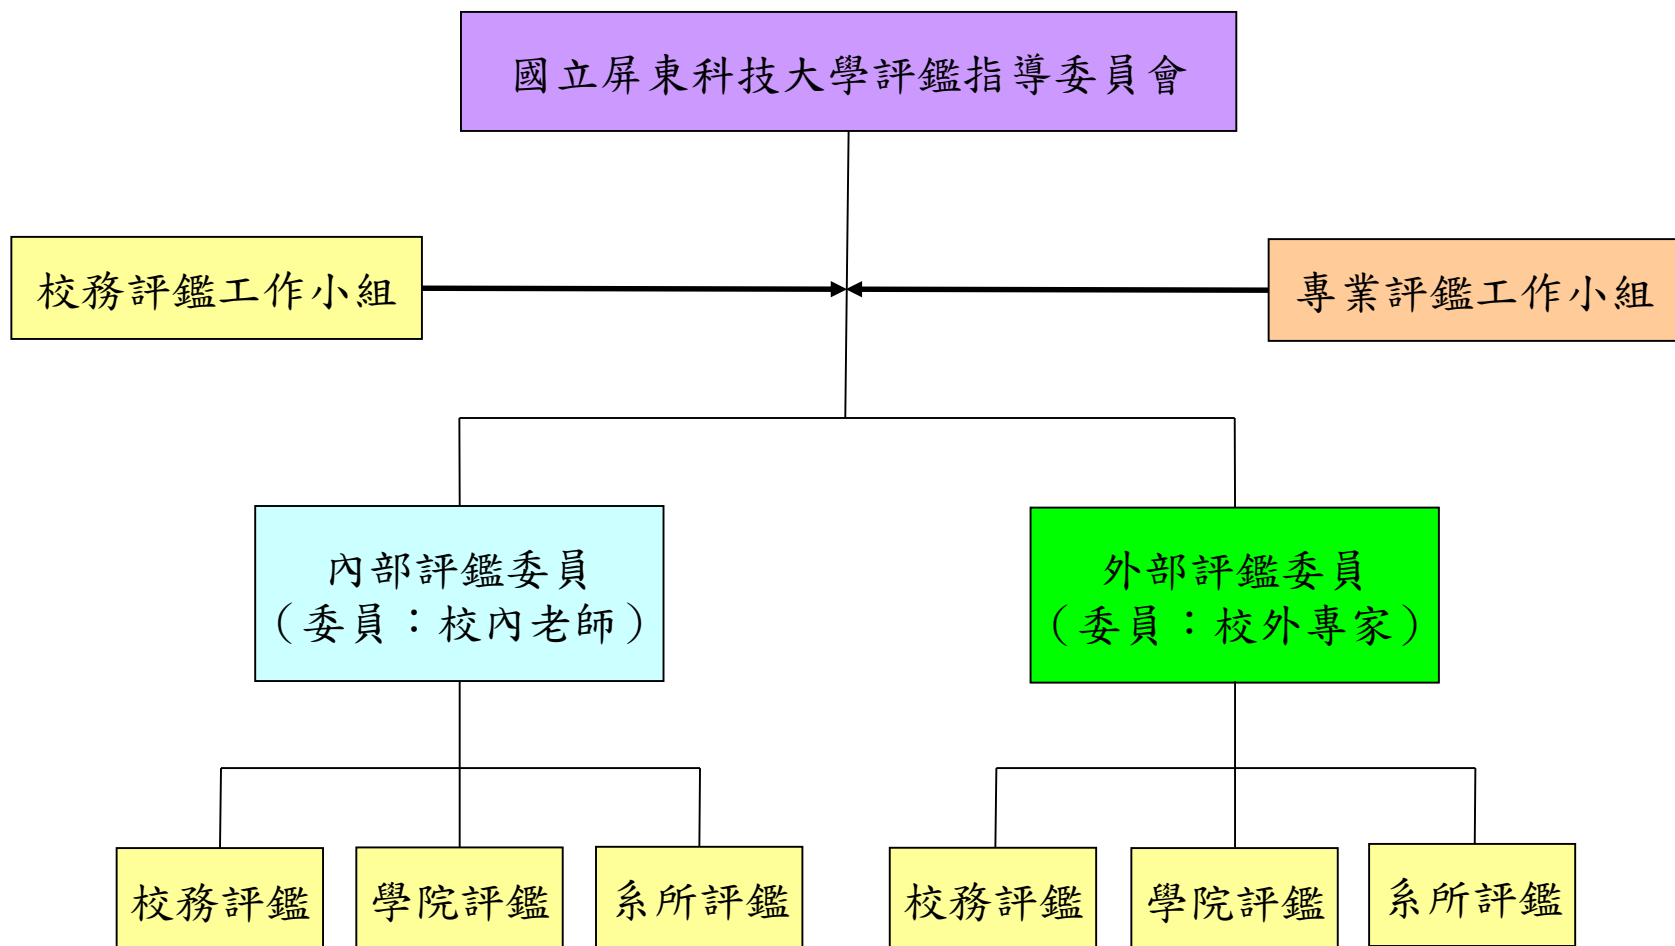 國立屏東科技大學評鑑指導委員會
校務評鑑工作小組
專業評鑑工作小組
內部評鑑委員
（委員：校內老師）
外部評鑑委員
（委員：校外專家）
校務評鑑
學院評鑑
系所評鑑
校務評鑑
學院評鑑
系所評鑑